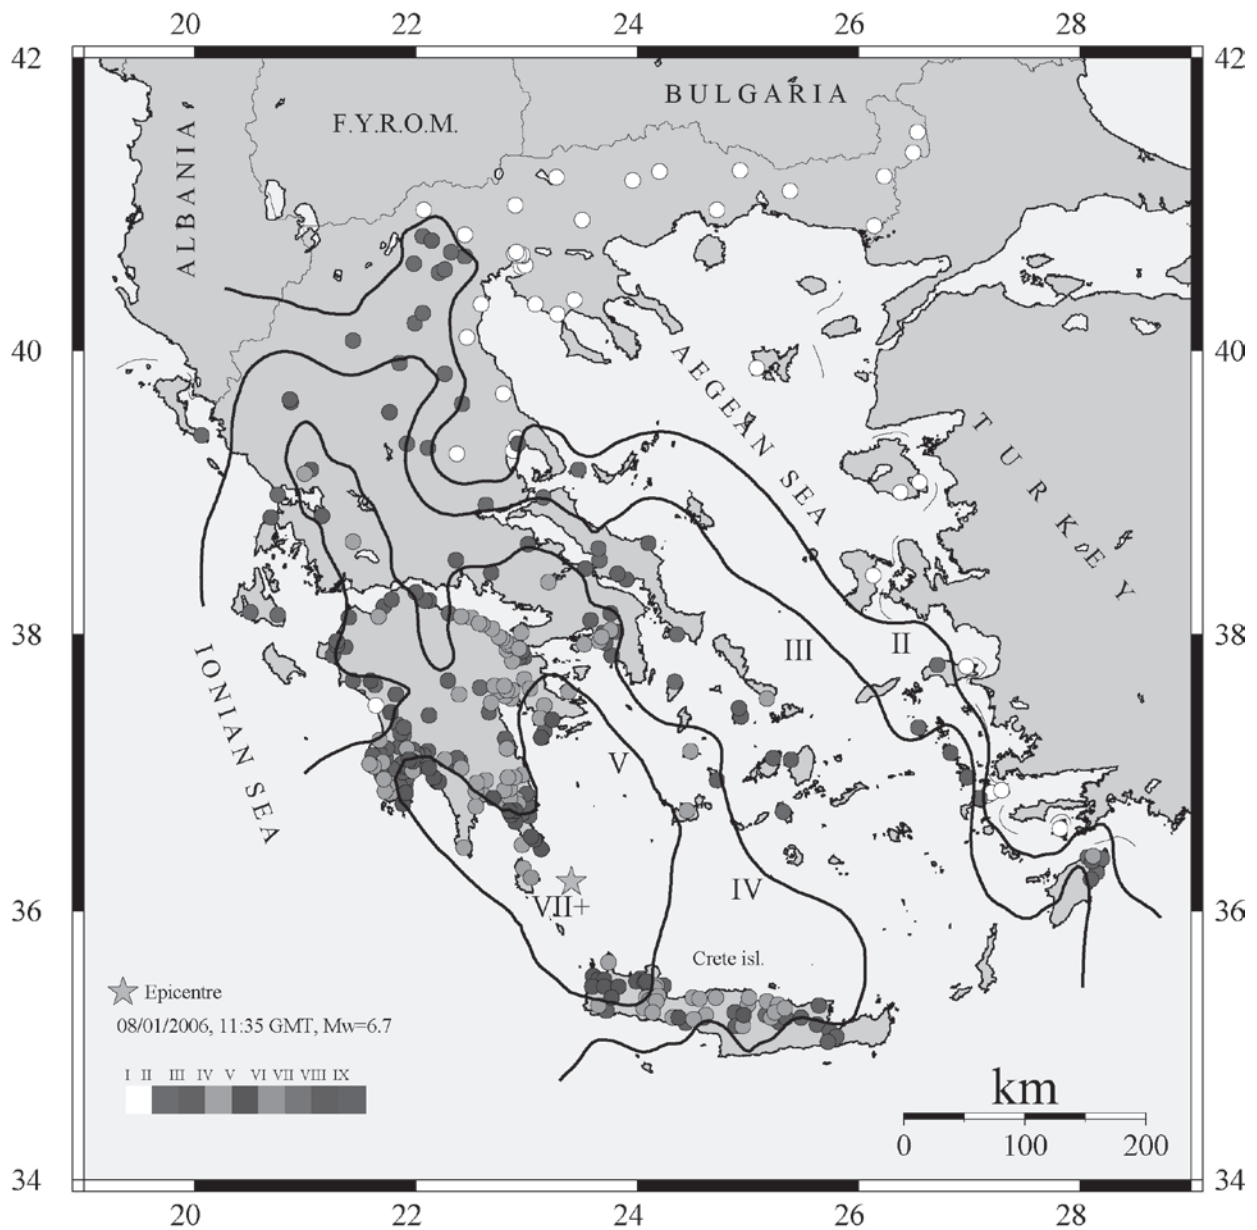 20 22 24 26 28
42 42
BULGARIA
F.Y.R.O.M.
ALBANIA
40 40
AEGEAN SEA
TURKEY
38 38
IONIAN SEA
III II
V
IV
VII+
36 36
Crete isl.
Epicentre
08/01/2006, 11:35 GMT, Mw=6.7
I II III IV V VI VII VIII IX
km
0 100 200
34 34
20 22 24 26 28